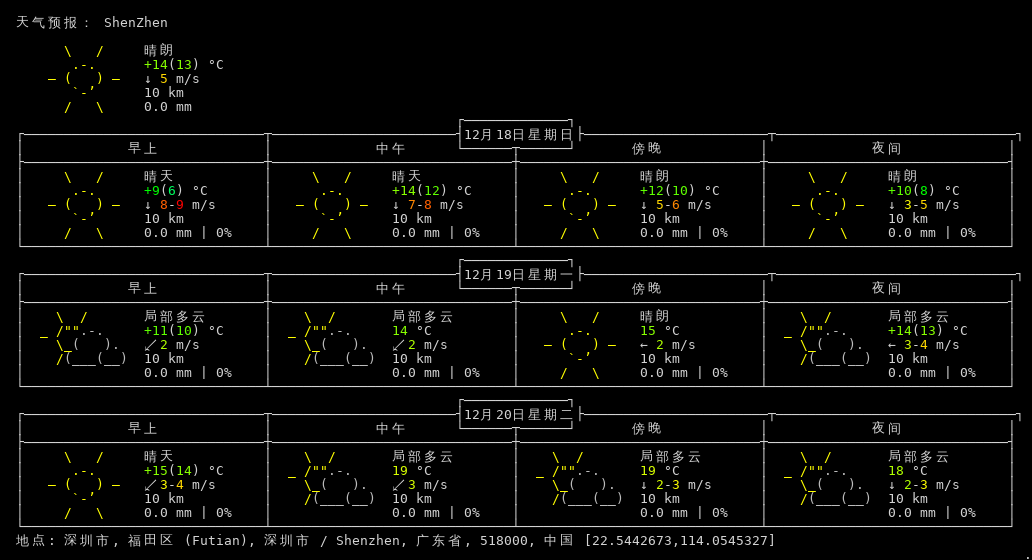 天气预报： ShenZhen
晴朗
+14(13) °C
↓ 5 m/s
10 km
0.0 mm
12月18日星期日
早上 中午 傍晚 夜间
晴天 晴天 晴朗 晴朗
+9(6) °C +14(12) °C +12(10) °C +10(8) °C
↓ 8-9 m/s ↓ 7-8 m/s ↓ 5-6 m/s ↓ 3-5 m/s
10 km 10 km 10 km 10 km
0.0 mm | 0% 0.0 mm | 0% 0.0 mm | 0% 0.0 mm | 0%
12月19日星期一
早上 中午 傍晚 夜间
局部多云 局部多云 晴朗 局部多云
+11(10) °C 14 °C 15 °C +14(13) °C
↙ 2 m/s ↙ 2 m/s ← 2 m/s ← 3-4 m/s
10 km 10 km 10 km 10 km
0.0 mm | 0% 0.0 mm | 0% 0.0 mm | 0% 0.0 mm | 0%
12月20日星期二
早上 中午 傍晚 夜间
晴天 局部多云 局部多云 局部多云
+15(14) °C 19 °C 19 °C 18 °C
↙ 3-4 m/s ↙ 3 m/s ↓ 2-3 m/s ↓ 2-3 m/s
10 km 10 km 10 km 10 km
0.0 mm | 0% 0.0 mm | 0% 0.0 mm | 0% 0.0 mm | 0%
地点: 深圳市, 福田区 (Futian), 深圳市 / Shenzhen, 广东省, 518000, 中国 [22.5442673,114.0545327]